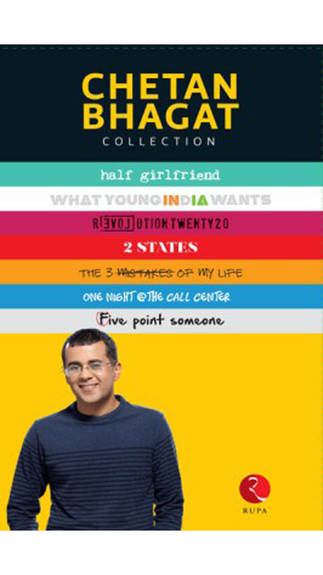 CHETAN
BHAGAT
COLLECTION
half girlfriend
WHAT YOUNG INDIA WANTS
REVOLUTION TWENTY20
2 STATES
THE 3 MISTAKES OF MY LIFE
ONE NIGHT @ THE CALL CENTER
Five point someone
RUPA